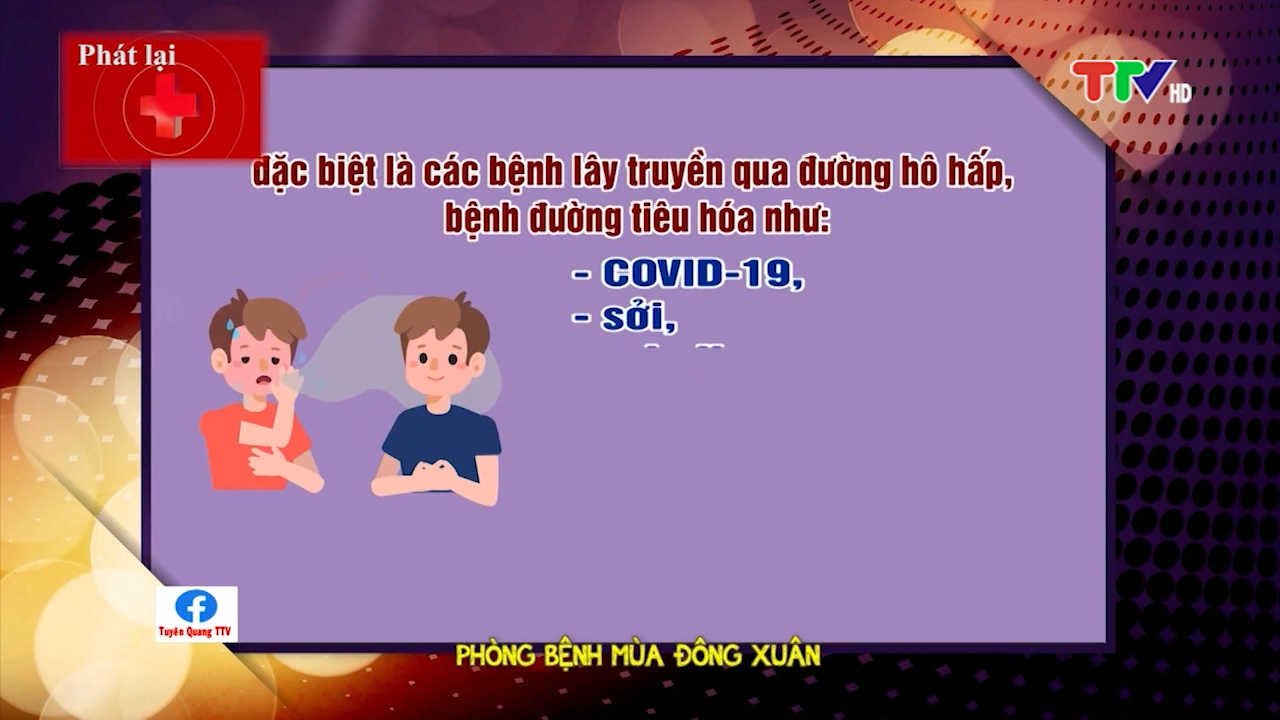 Phát lại
TTV HD
đặc biệt là các bệnh lây truyền qua đường hô hấp,
bệnh đường tiêu hóa như:
- COVID-19,
- sởi,
Tuyên Quang TTV
PHÒNG BỆNH MÙA ĐÔNG XUÂN